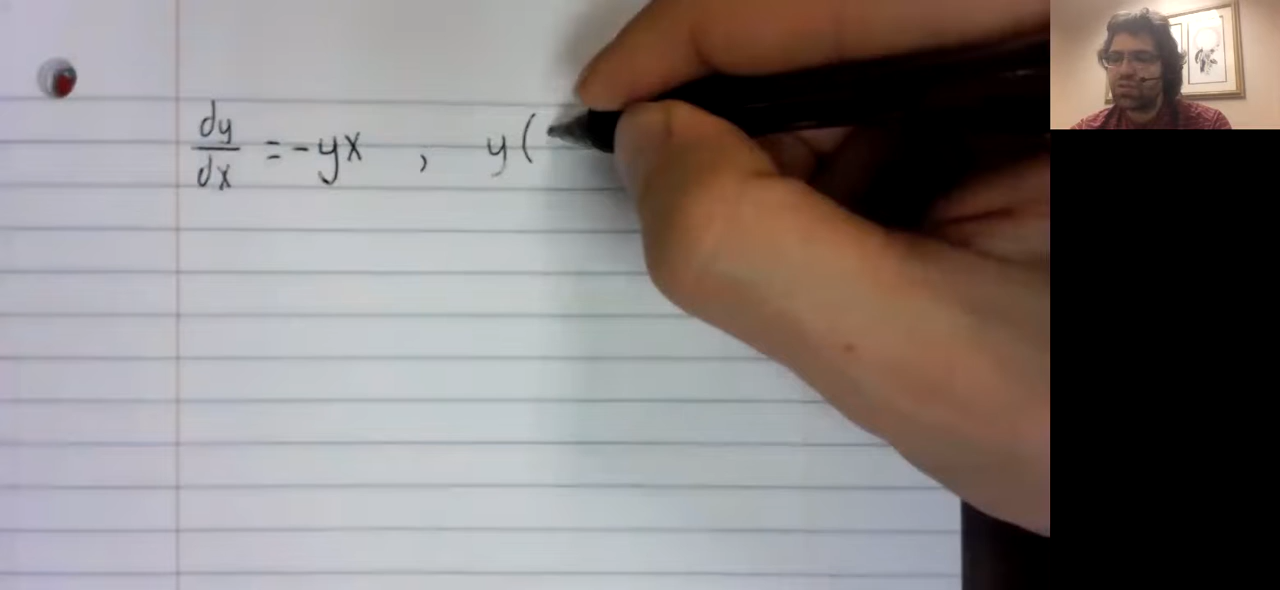 dy/dx = -yx , y(